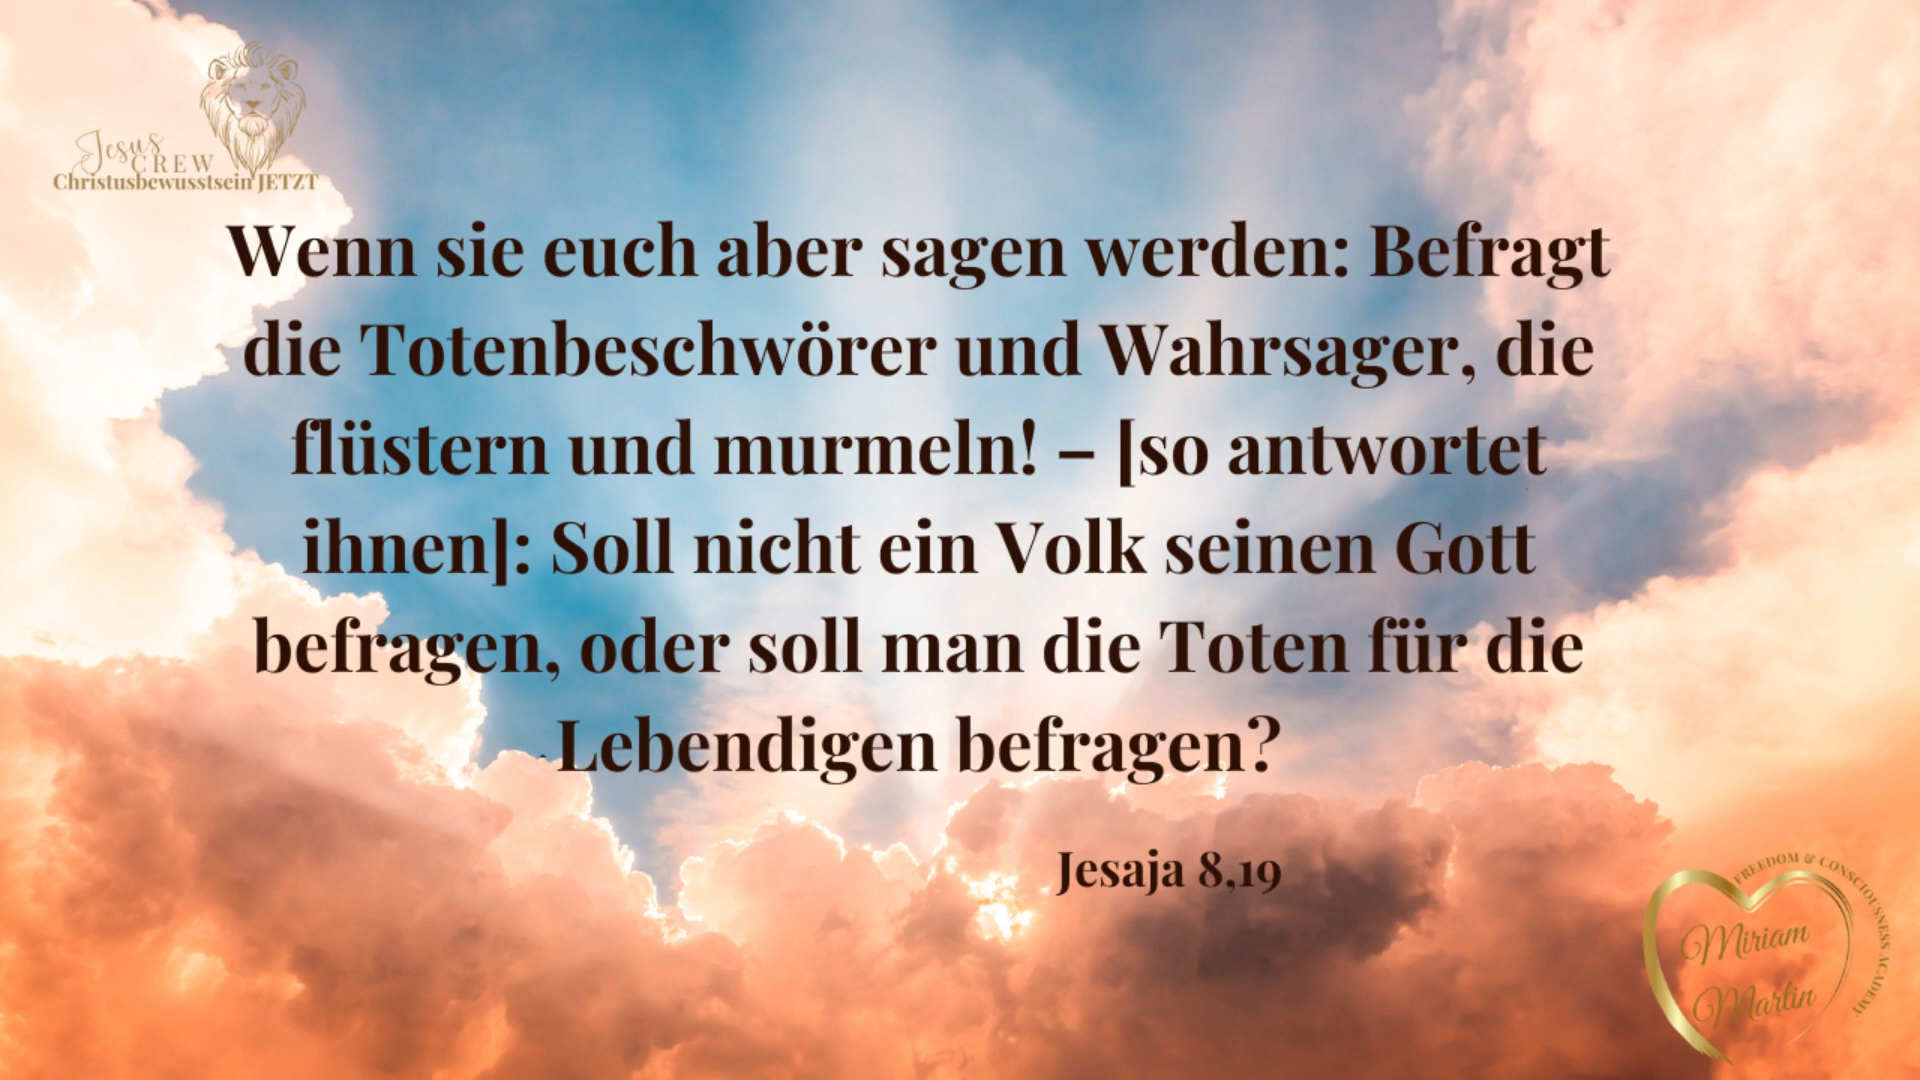 Jesus
CREW
Christusbewusstsein JETZT
Wenn sie euch aber sagen werden: Befragt
die Totenbeschwörer und Wahrsager, die
flüstern und murmeln! – [so antwortet
ihnen]: Soll nicht ein Volk seinen Gott
befragen, oder soll man die Toten für die
Lebendigen befragen?
Jesaja 8,19
FREEDOM & CONSCIOUSNESS ACADEMY
Miriam
Martin